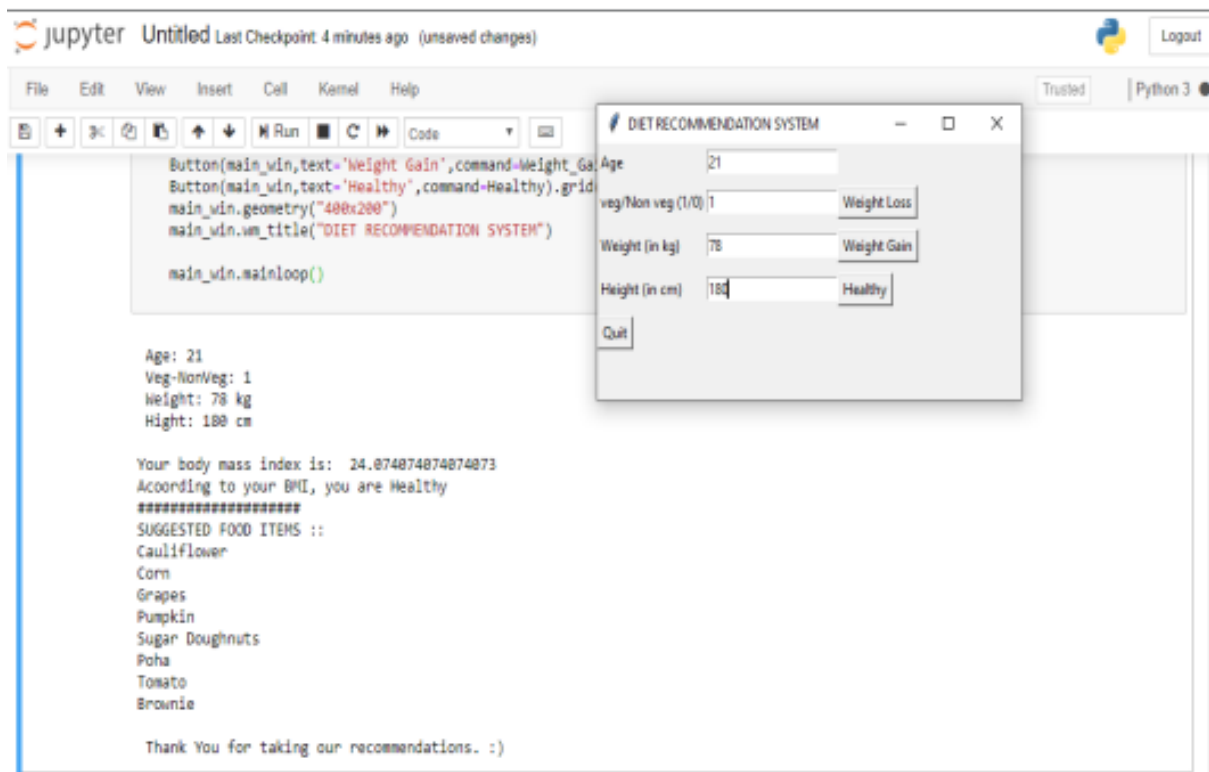 jupyter Untitled Last Checkpoint: 4 minutes ago (unsaved changes)
Logout
File Edit View Insert Cell Kernel Help
Trusted
Python 3
Run
Code
Button(main_win,text='Weight Gain',command=Weight_Ga
Button(main_win,text='Healthy',command=Healthy).grid
main_win.geometry("400x200")
main_win.wm_title("DIET RECOMMENDATION SYSTEM")
main_win.mainloop()
DIET RECOMMENDATION SYSTEM
Age 21
veg/Non veg (1/0) 1 Weight Loss
Weight (in kg) 78 Weight Gain
Height (in cm) 180 Healthy
Quit
Age: 21
Veg-NonVeg: 1
Weight: 78 kg
Hight: 180 cm
Your body mass index is: 24.074074074074073
Acoording to your BMI, you are Healthy
####################
SUGGESTED FOOD ITEMS ::
Cauliflower
Corn
Grapes
Pumpkin
Sugar Doughnuts
Poha
Tomato
Brownie
Thank You for taking our recommendations. :)